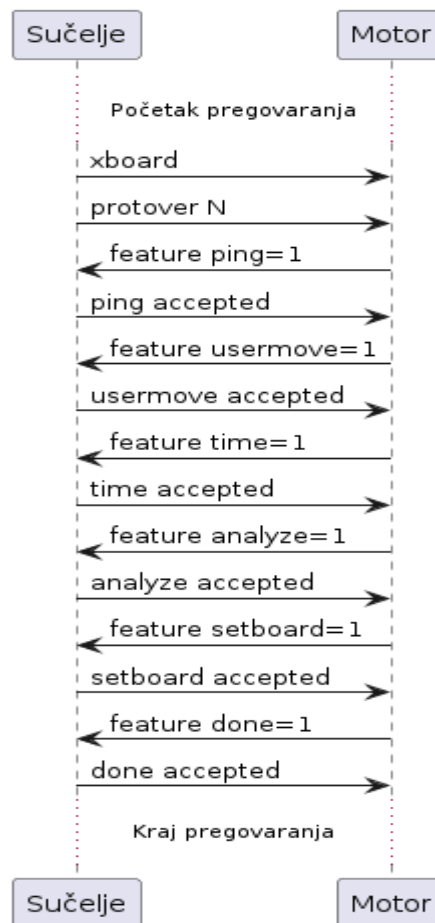 Sučelje Motor
Početak pregovaranja
xboard
protover N
feature ping=1
ping accepted
feature usermove=1
usermove accepted
feature time=1
time accepted
feature analyze=1
analyze accepted
feature setboard=1
setboard accepted
feature done=1
done accepted
Kraj pregovaranja
Sučelje Motor